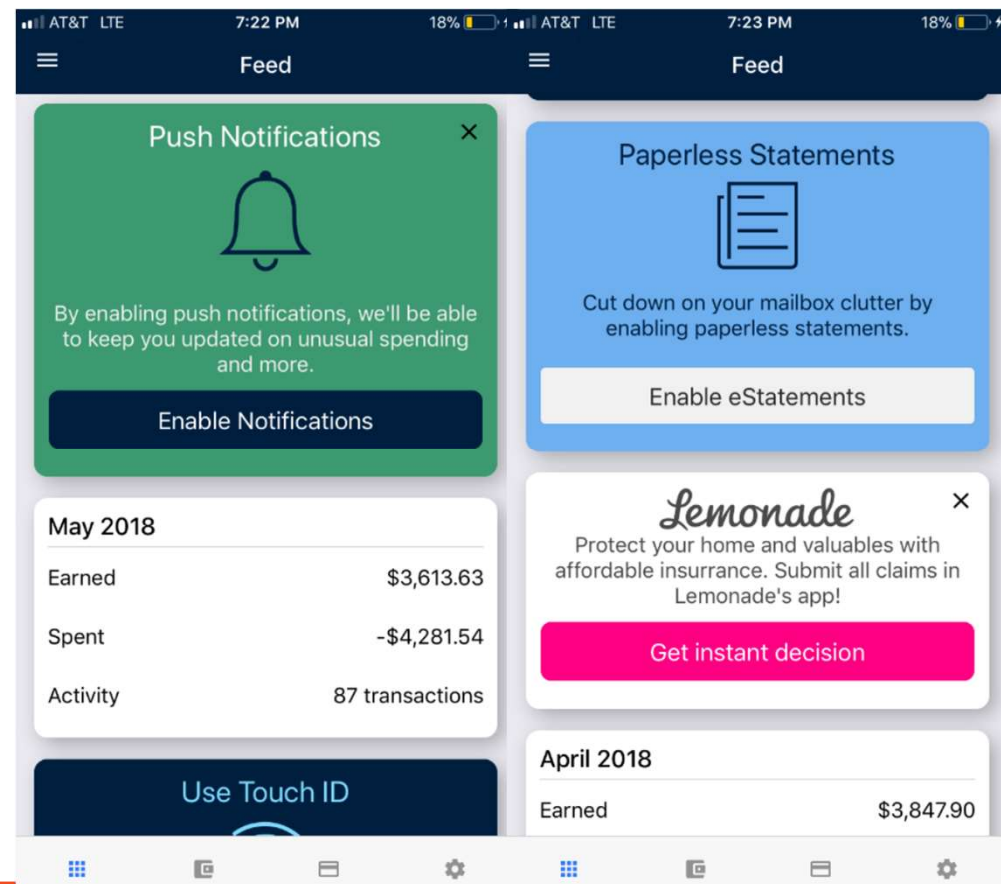 AT&T LTE 7:22 PM 18%
Feed
Push Notifications
By enabling push notifications, we'll be able
to keep you updated on unusual spending
and more.
Enable Notifications
May 2018
Earned $3,613.63
Spent -$4,281.54
Activity 87 transactions
Use Touch ID
AT&T LTE 7:23 PM 18%
Feed
Paperless Statements
Cut down on your mailbox clutter by
enabling paperless statements.
Enable eStatements
Lemonade
Protect your home and valuables with
affordable insurrance. Submit all claims in
Lemonade's app!
Get instant decision
April 2018
Earned $3,847.90